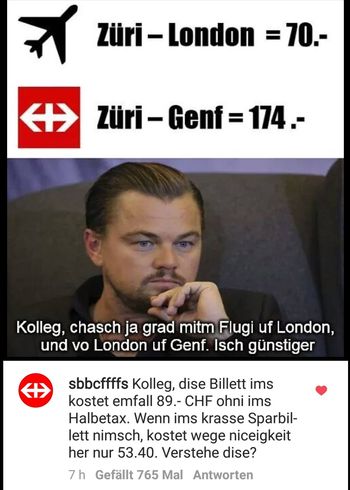 Züri – London = 70.-
Züri – Genf = 174.-
Kolleg, chasch ja grad mitm Flugi uf London,
und vo London uf Genf. Isch günstiger
sbbcffffs Kolleg, dise Billett ims
kostet emfall 89.- CHF ohni ims
Halbetax. Wenn ims krasse Sparbil-
lett nimsch, kostet wege niceigkeit
her nur 53.40. Verstehe dise?
7 h Gefällt 765 Mal Antworten